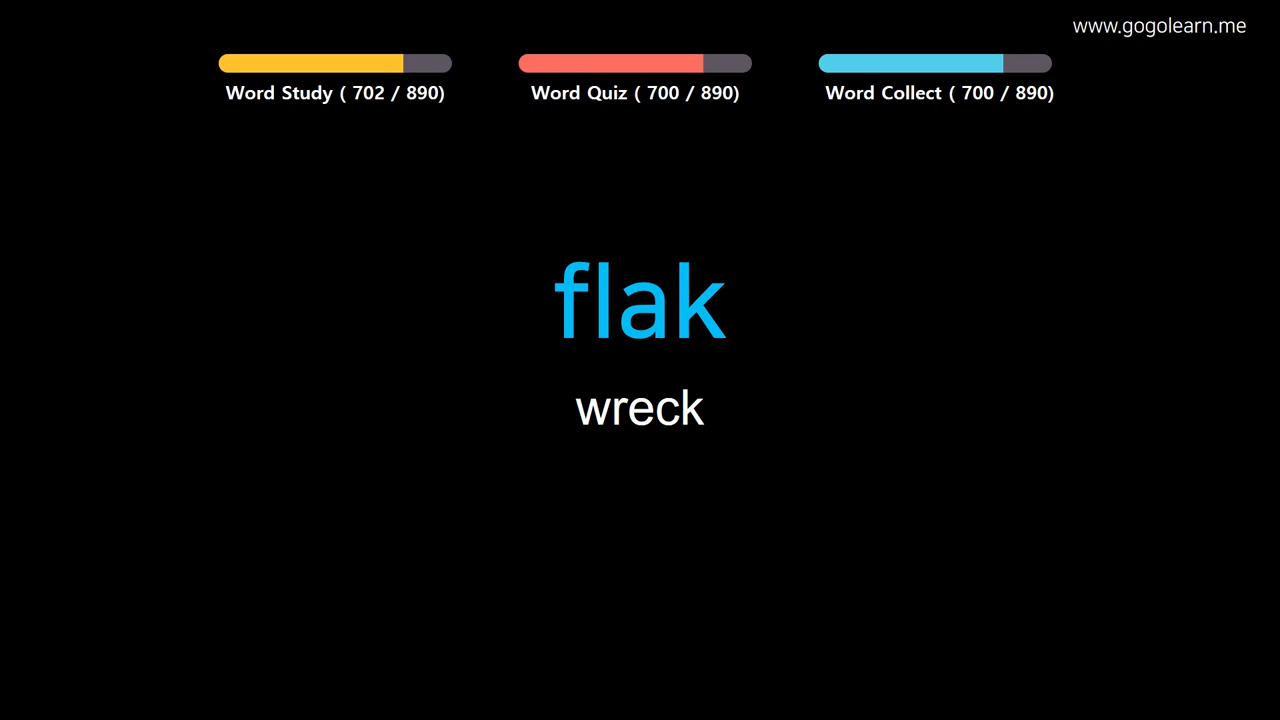 www.gogolearn.me
Word Study ( 702 / 890)
Word Quiz ( 700 / 890)
Word Collect ( 700 / 890)
flak
wreck